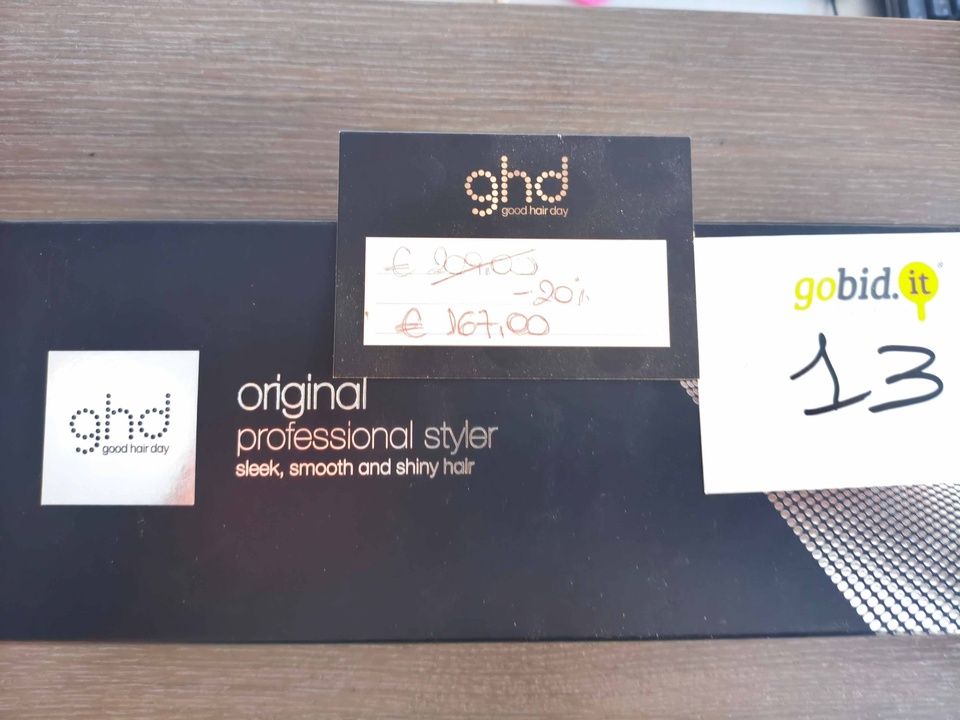 ghd
good hair day
€ 209,00
-20%
€ 167,00
gobid.it
13
ghd
good hair day
original
professional styler
sleek, smooth and shiny hair